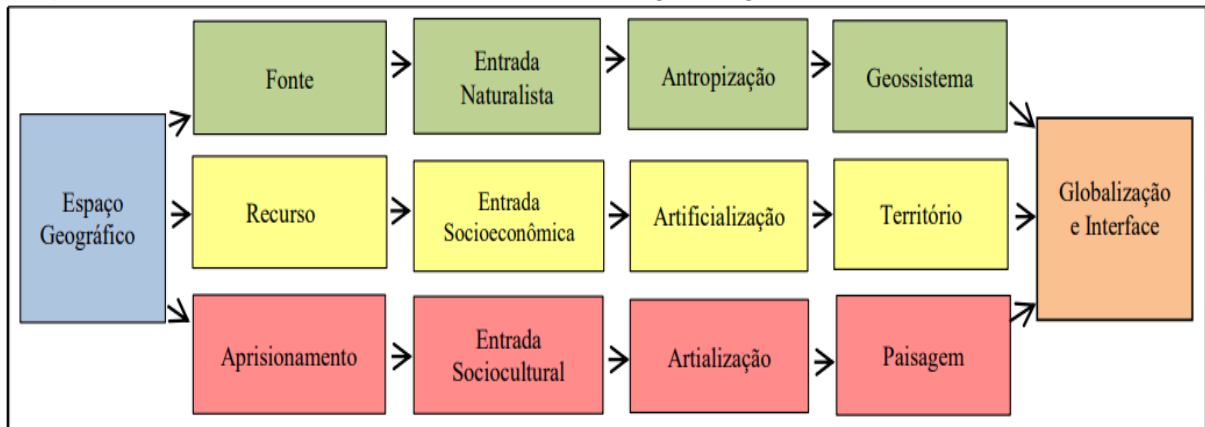 Espaço
Geográfico
Fonte
Entrada
Naturalista
Antropização
Geossistema
Recurso
Entrada
Socioeconômica
Artificialização
Território
Aprisionamento
Entrada
Sociocultural
Artialização
Paisagem
Globalização
e Interface